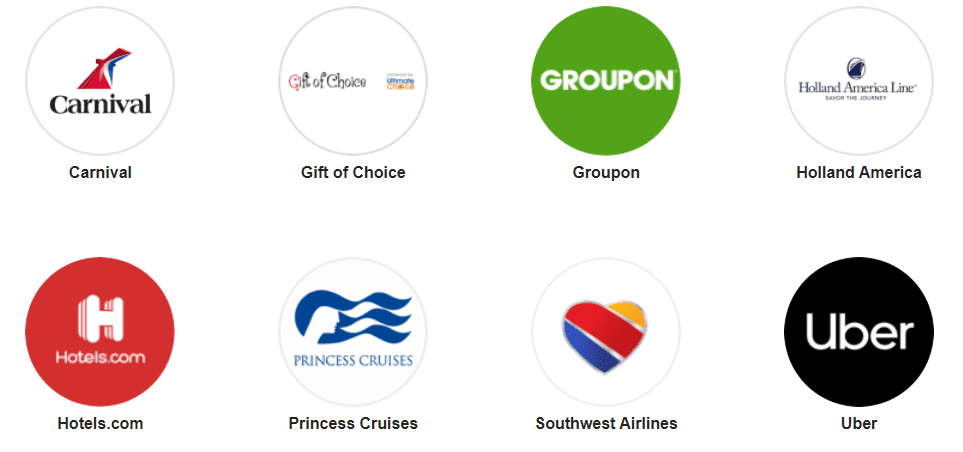 Carnival
Gift of Choice
powered by
Ultimate
Choice
GROUPON
Holland America Line®
SAVOR THE JOURNEY
Carnival
Gift of Choice
Groupon
Holland America
Hotels.com
PRINCESS CRUISES
Uber
Hotels.com
Princess Cruises
Southwest Airlines
Uber